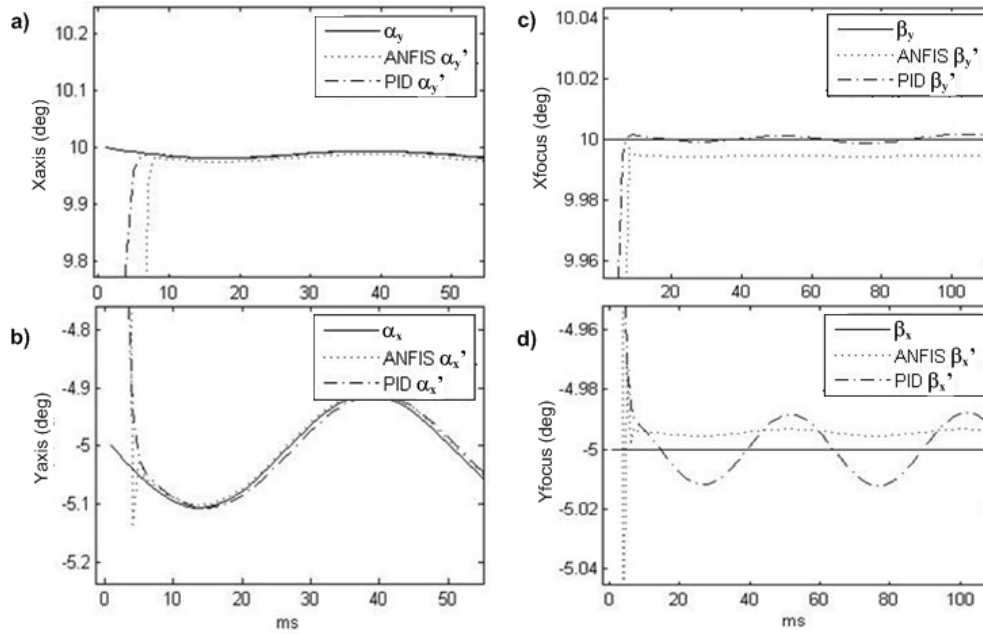 a)
10.2
10.1
10
9.9
9.8
Xaxis (deg)
0 10 20 30 40 50
α_y
ANFIS α_y'
PID α_y'
c)
10.04
10.02
10
9.98
9.96
Xfocus (deg)
20 40 60 80 100
β_y
ANFIS β_y'
PID β_y'
b)
-4.8
-4.9
-5
-5.1
-5.2
Yaxis (deg)
0 10 20 30 40 50
ms
α_x
ANFIS α_x'
PID α_x'
d)
-4.96
-4.98
-5
-5.02
-5.04
Yfocus (deg)
0 20 40 60 80 100
ms
β_x
ANFIS β_x'
PID β_x'